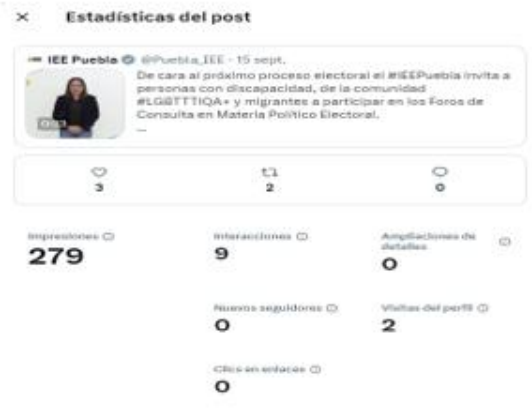 × Estadísticas del post
IEE Puebla @Puebla_IEE · 15 sept.
De cara al próximo proceso electoral el #IEEPuebla invita a
personas con discapacidad, de la comunidad
#LGBTTTIQA+ y migrantes a participar en los Foros de
Consulta en Materia Político Electoral.
...
3 2 0
Impresiones Interacciones Ampliaciones de
detalles
279 9 0
Nuevos seguidores Visitas del perfil
0 2
Clics en enlaces
0